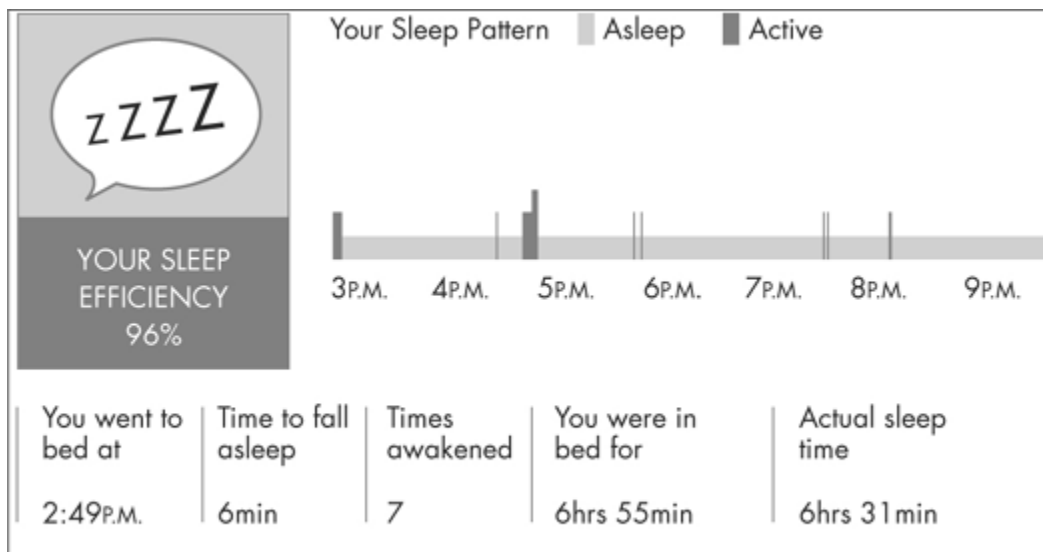 Your Sleep Pattern Asleep Active
zZZZ
YOUR SLEEP
EFFICIENCY
96%
3P.M. 4P.M. 5P.M. 6P.M. 7P.M. 8P.M. 9P.M.
You went to
bed at
2:49P.M.
Time to fall
asleep
6min
Times
awakened
7
You were in
bed for
6hrs 55min
Actual sleep
time
6hrs 31min